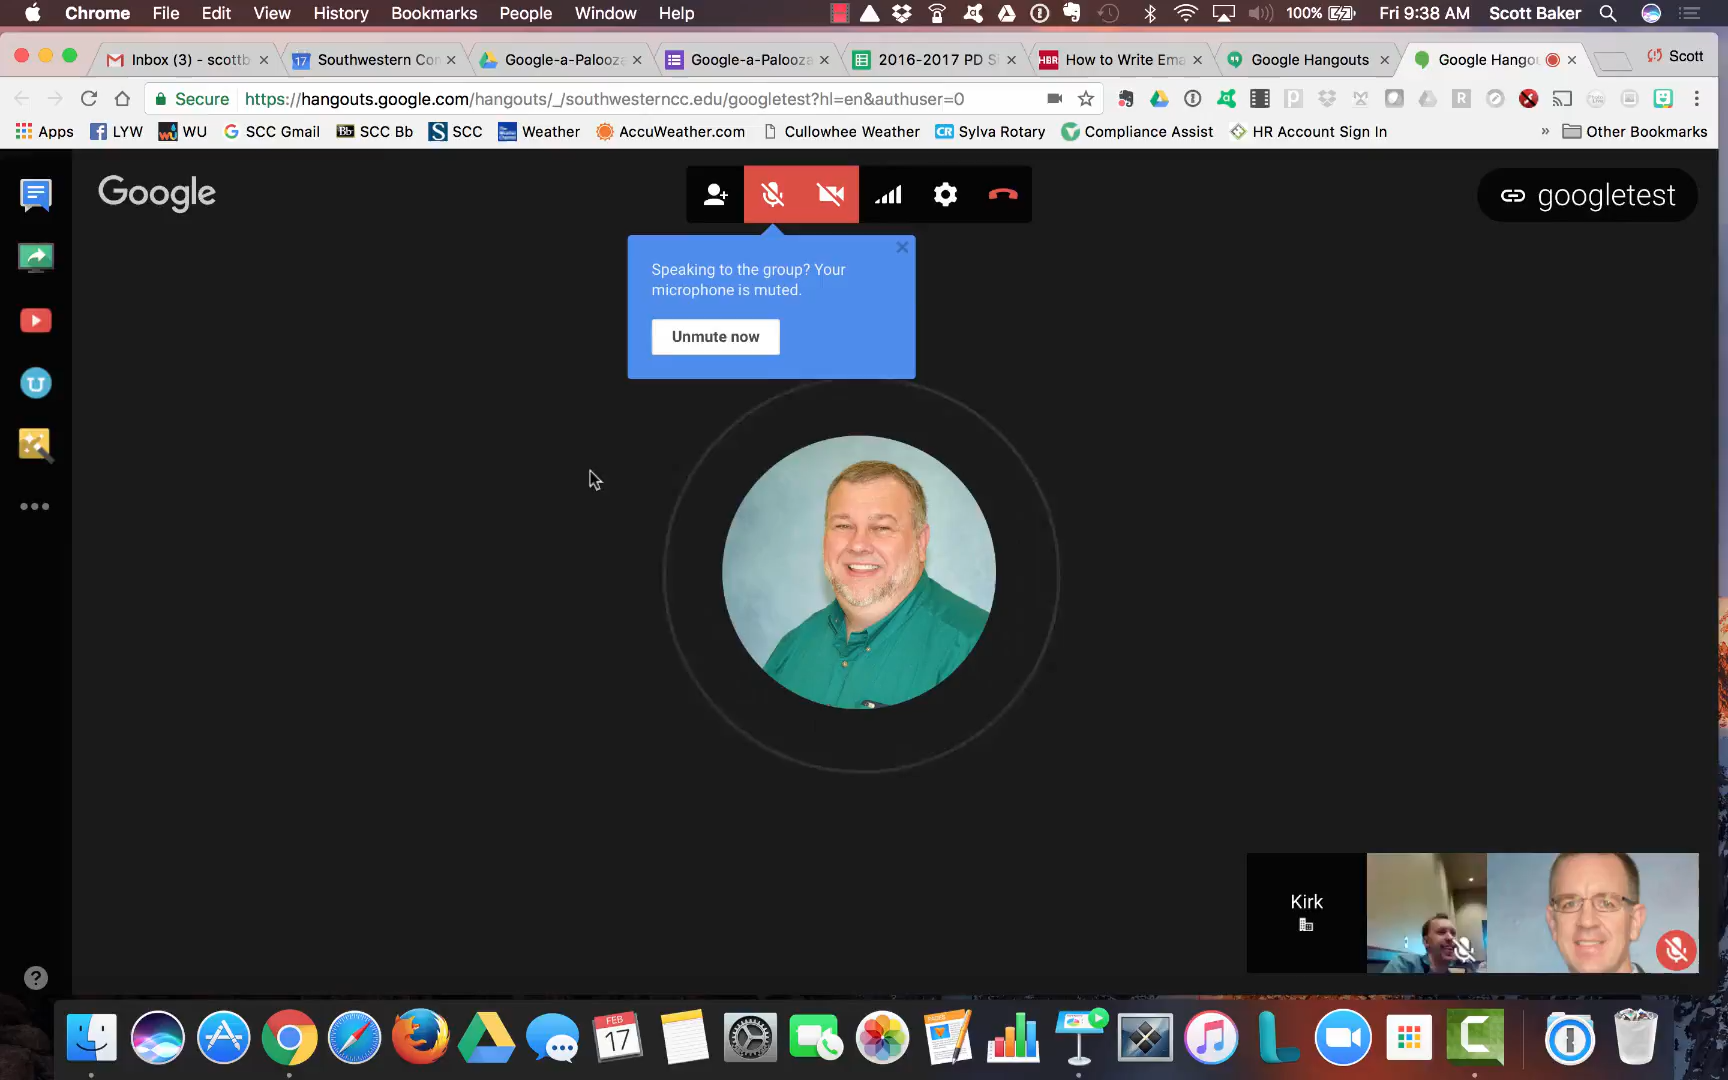 Chrome File Edit View History Bookmarks People Window Help 100% Fri 9:38 AM Scott Baker
Inbox (3) - scottb Southwestern Con Google-a-Palooza Google-a-Palooza 2016-2017 PD S How to Write Ema Google Hangouts Google Hangou Scott
Secure https://hangouts.google.com/hangouts/_/southwesterncc.edu/googletest?hl=en&authuser=0
Apps LYW WU SCC Gmail SCC Bb SCC Weather AccuWeather.com Cullowhee Weather Sylva Rotary Compliance Assist HR Account Sign In » Other Bookmarks
Google
googletest
Speaking to the group? Your
microphone is muted.
Unmute now
Kirk
FEB
17